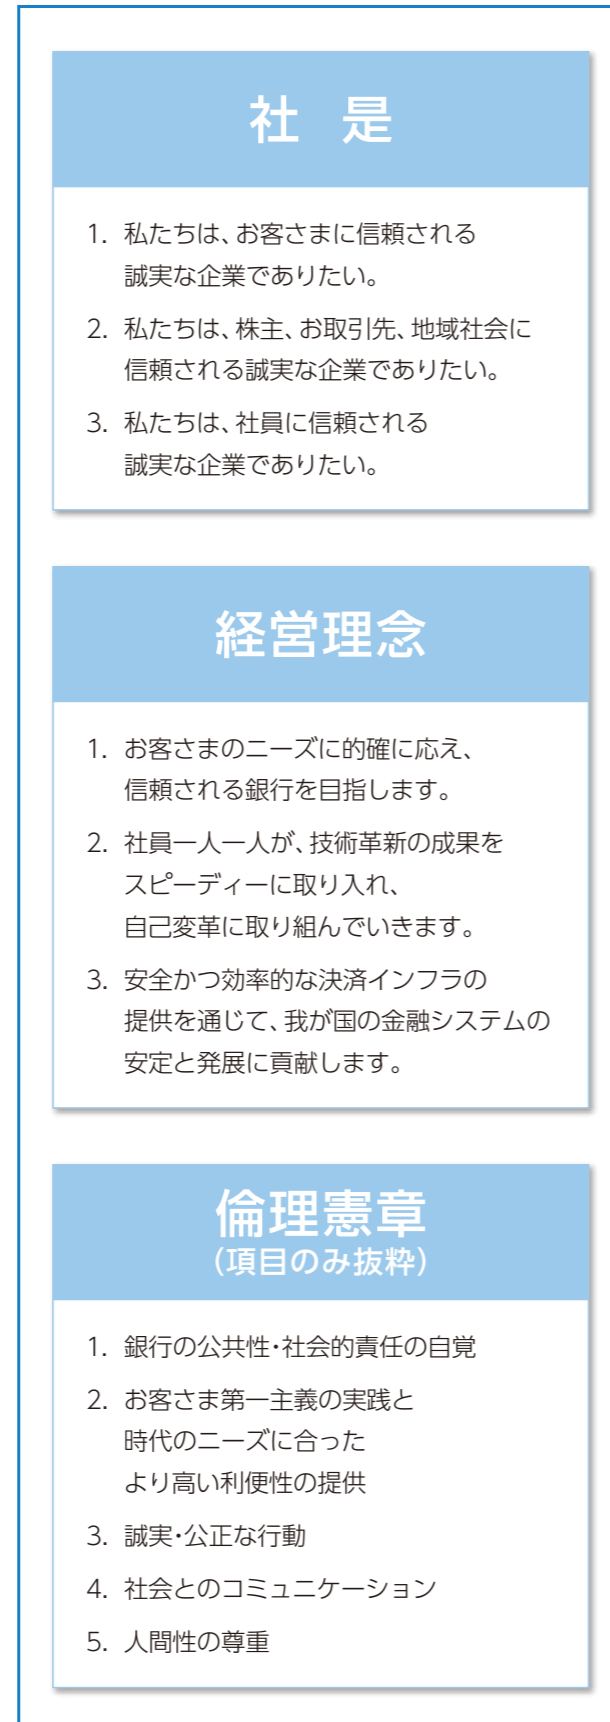 社 是
1. 私たちは、お客さまに信頼される
誠実な企業でありたい。
2. 私たちは、株主、お取引先、地域社会に
信頼される誠実な企業でありたい。
3. 私たちは、社員に信頼される
誠実な企業でありたい。
経営理念
1. お客さまのニーズに的確に応え、
信頼される銀行を目指します。
2. 社員一人一人が、技術革新の成果を
スピーディーに取り入れ、
自己変革に取り組んでいきます。
3. 安全かつ効率的な決済インフラの
提供を通じて、我が国の金融システムの
安定と発展に貢献します。
倫理憲章
（項目のみ抜粋）
1. 銀行の公共性・社会的責任の自覚
2. お客さま第一主義の実践と
時代のニーズに合った
より高い利便性の提供
3. 誠実・公正な行動
4. 社会とのコミュニケーション
5. 人間性の尊重